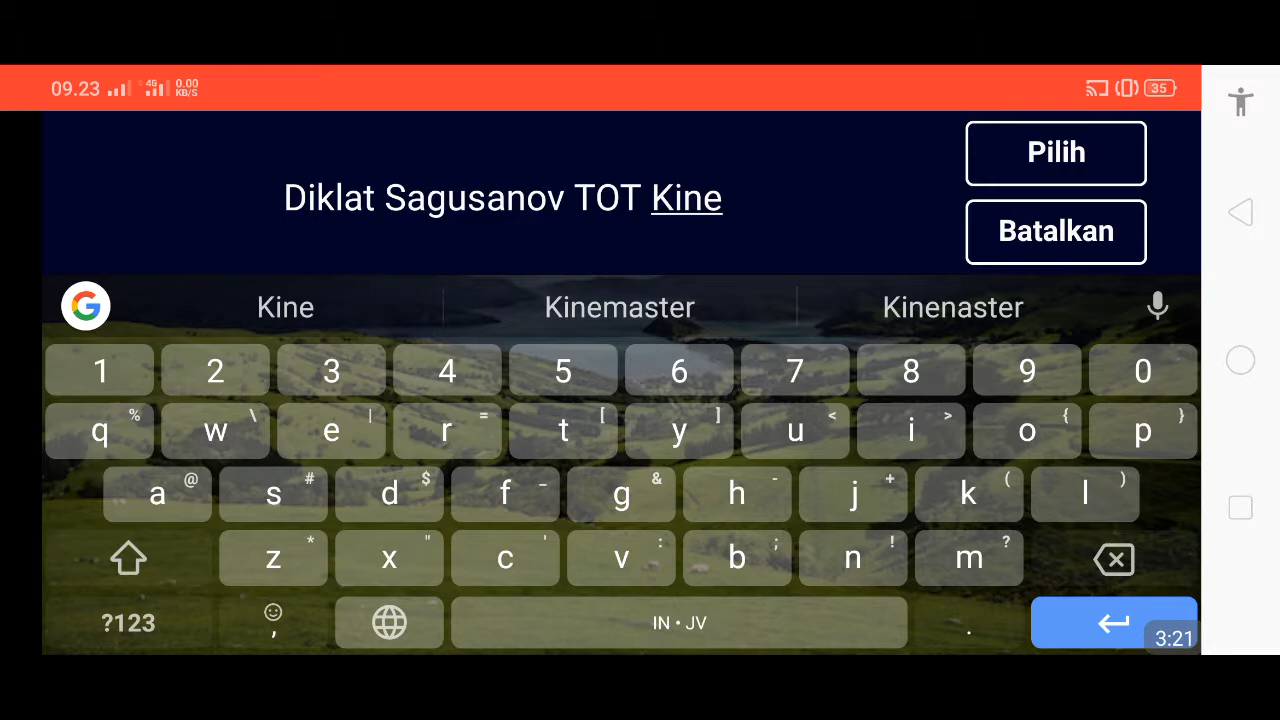 09.23 4G 0.00 KB/S 35
Pilih
Diklat Sagusanov TOT Kine
Batalkan
G Kine Kinemaster Kinenaster
1 2 3 4 5 6 7 8 9 0
q % w \ e | r = t [ y ] u < i > o { p }
a @ s # d $ f _ g & h - j + k ( l )
z * x " c ' v : b ; n ! m ?
?123 , IN • JV .
3:21